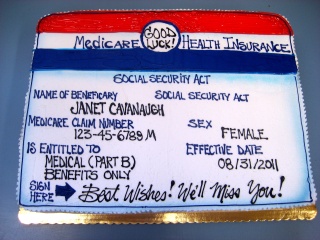 GOOD LUCK!
MEDICARE HEALTH INSURANCE
SOCIAL SECURITY ACT
NAME OF BENEFICARY SOCIAL SECURITY ACT
JANET CAVANAUGH
MEDICARE CLAIM NUMBER SEX
123-45-6789 M FEMALE
IS ENTITLED TO EFFECTIVE DATE
MEDICAL (PART B) 08/31/2011
BENEFITS ONLY
SIGN HERE Best Wishes! We'll Miss You!